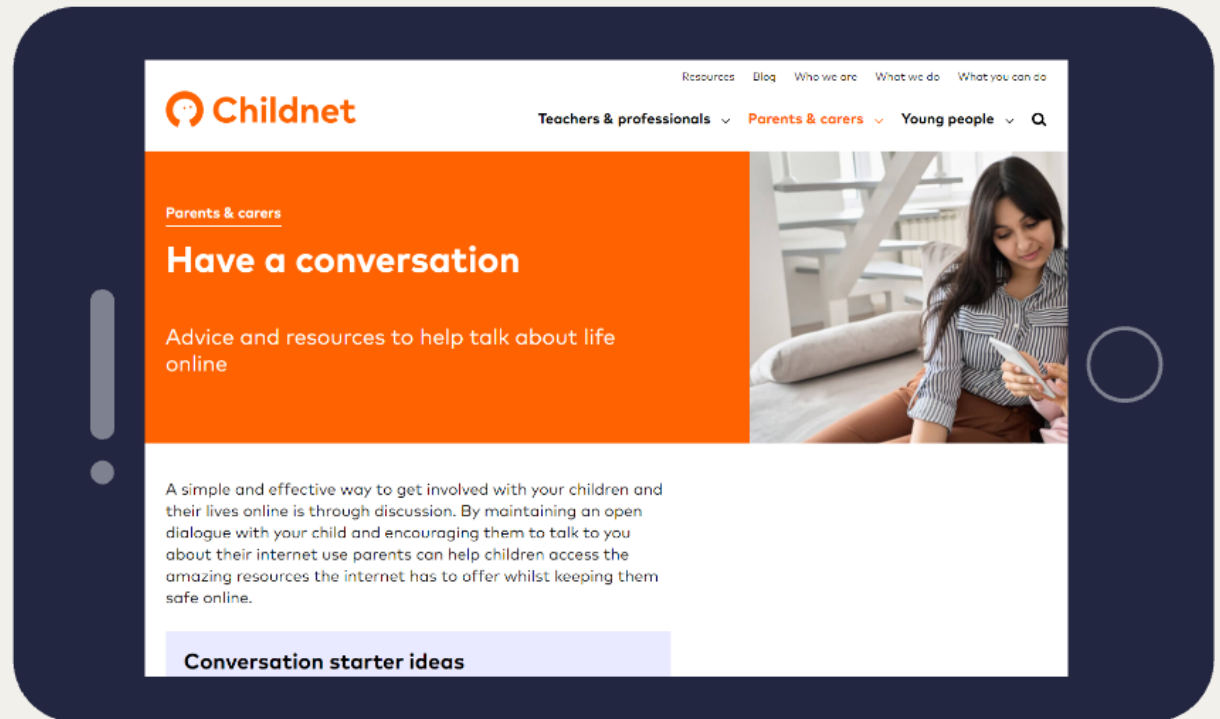 Resources Blog Who we are What we do What you can do
Childnet
Teachers & professionals Parents & carers Young people
Parents & carers
Have a conversation
Advice and resources to help talk about life
online
A simple and effective way to get involved with your children and
their lives online is through discussion. By maintaining an open
dialogue with your child and encouraging them to talk to you
about their internet use parents can help children access the
amazing resources the internet has to offer whilst keeping them
safe online.
Conversation starter ideas